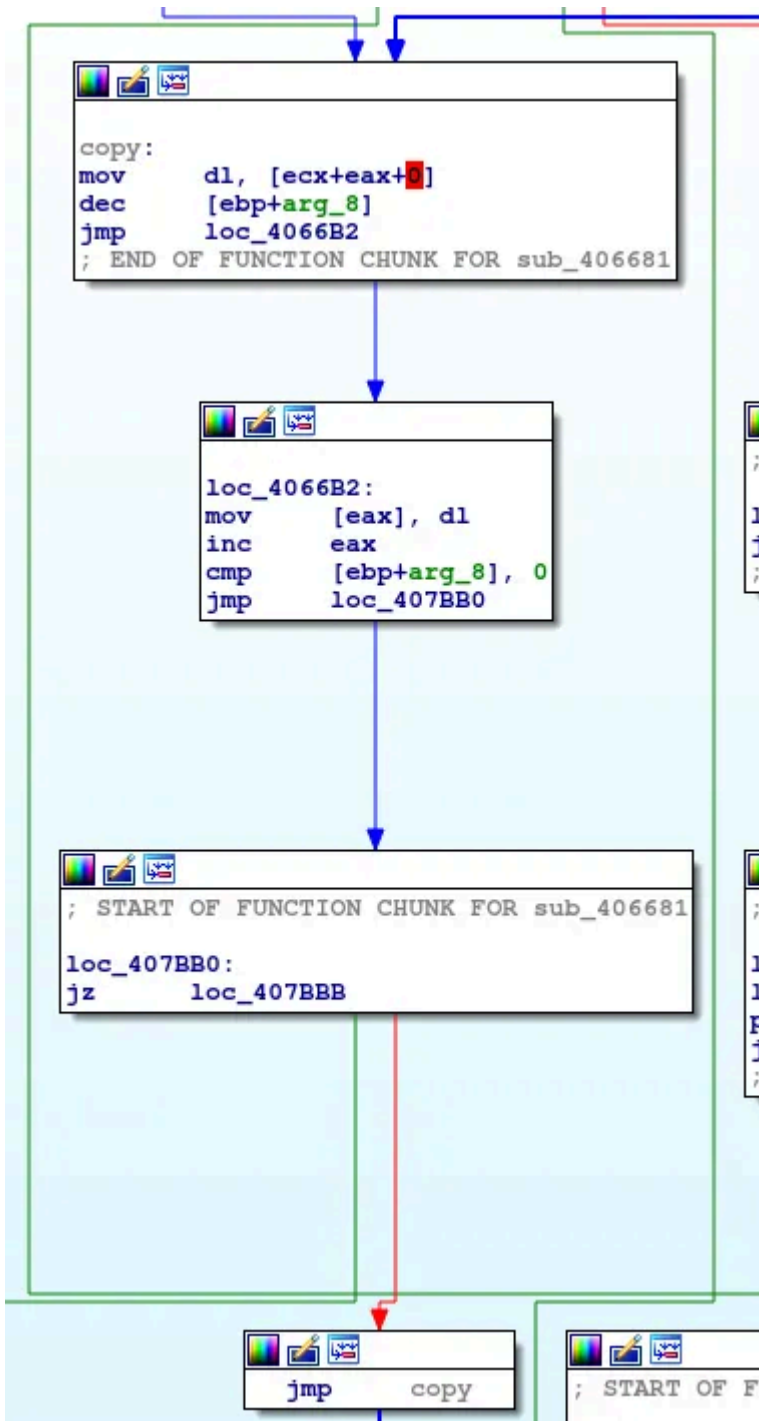 copy:
mov dl, [ecx+eax+0]
dec [ebp+arg_8]
jmp loc_4066B2
; END OF FUNCTION CHUNK FOR sub_406681
loc_4066B2:
mov [eax], dl
inc eax
cmp [ebp+arg_8], 0
jmp loc_407BB0
; START OF FUNCTION CHUNK FOR sub_406681
loc_407BB0:
jz loc_407BBB
jmp copy
; START OF F